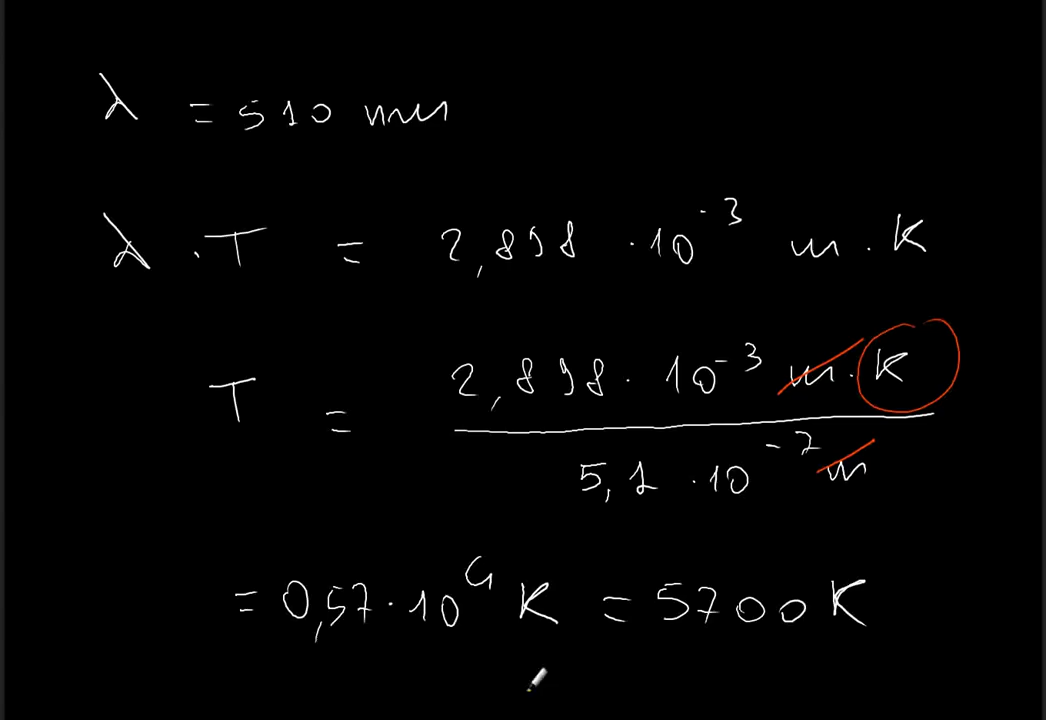 λ = 510 nm
λ · T = 2,898 · 10⁻³ m · K
T = 2,898 · 10⁻³ m · K
5,1 · 10⁻⁷ m
= 0,57 · 10⁴ K = 5700 K